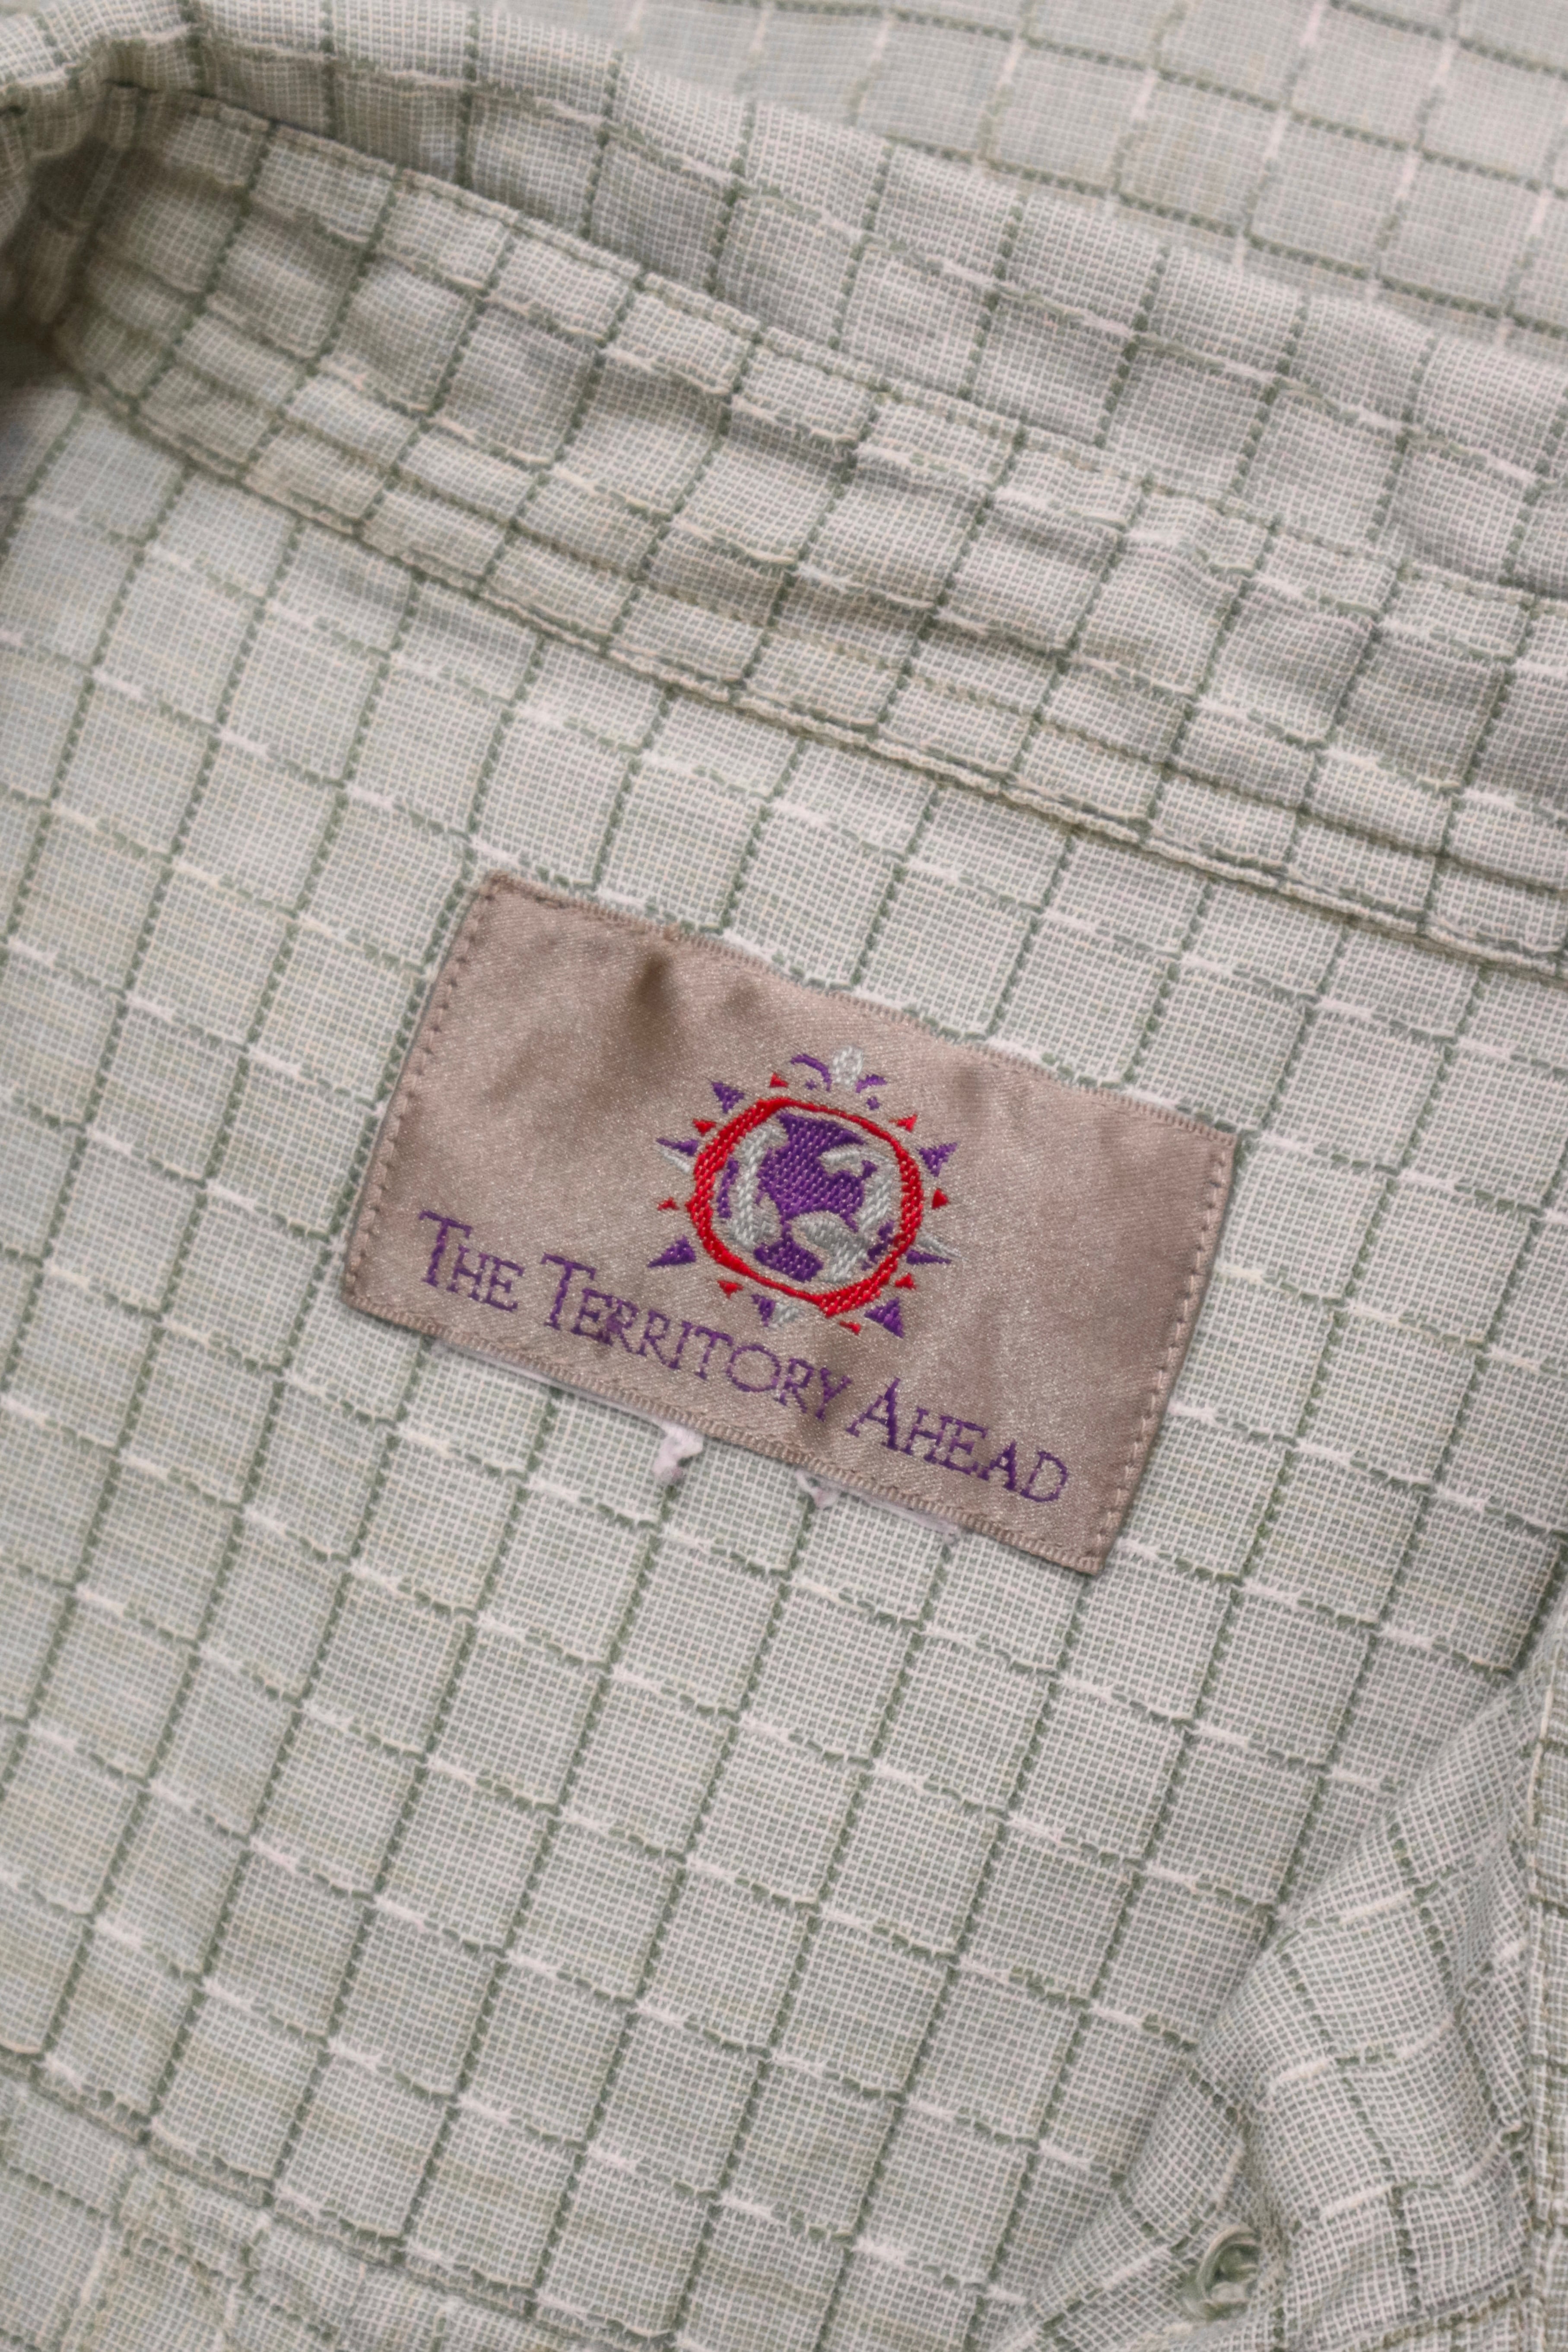 THE TERRITORY AHEAD